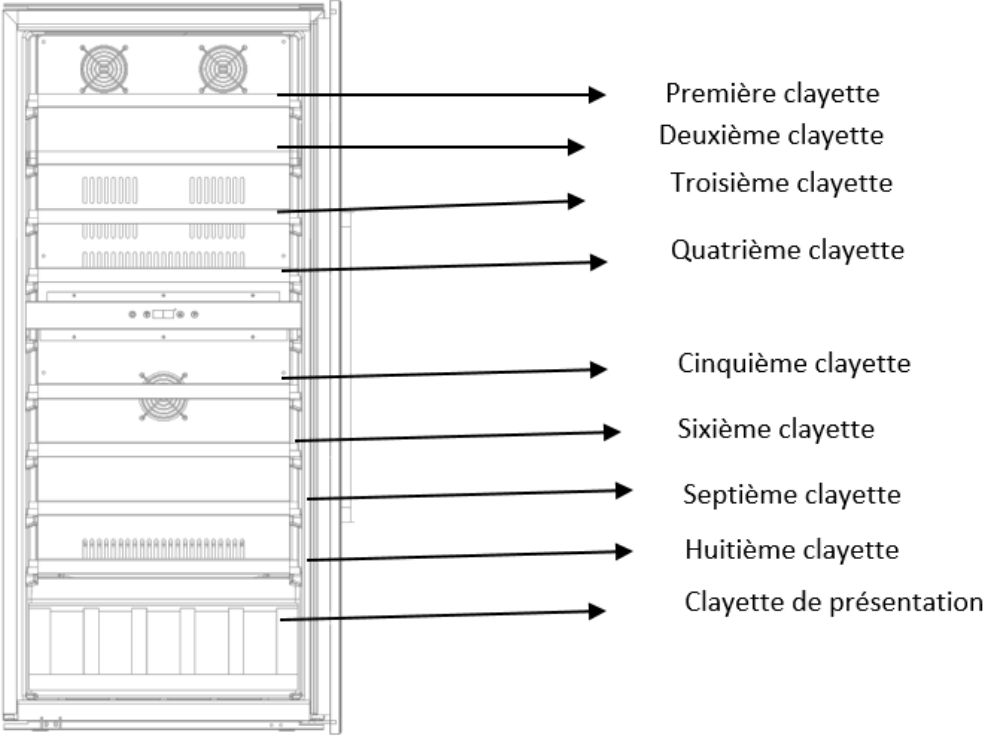 Première clayette
Deuxième clayette
Troisième clayette
Quatrième clayette
Cinquième clayette
Sixième clayette
Septième clayette
Huitième clayette
Clayette de présentation